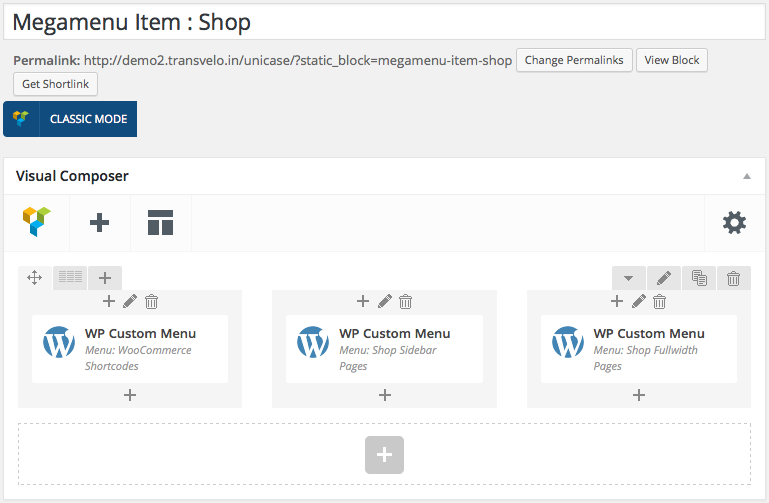 Megamenu Item : Shop
Permalink: http://demo2.transvelo.in/unicase/?static_block=megamenu-item-shop Change Permalinks View Block
Get Shortlink
CLASSIC MODE
Visual Composer
WP Custom Menu
Menu: WooCommerce
Shortcodes
WP Custom Menu
Menu: Shop Sidebar
Pages
WP Custom Menu
Menu: Shop Fullwidth
Pages